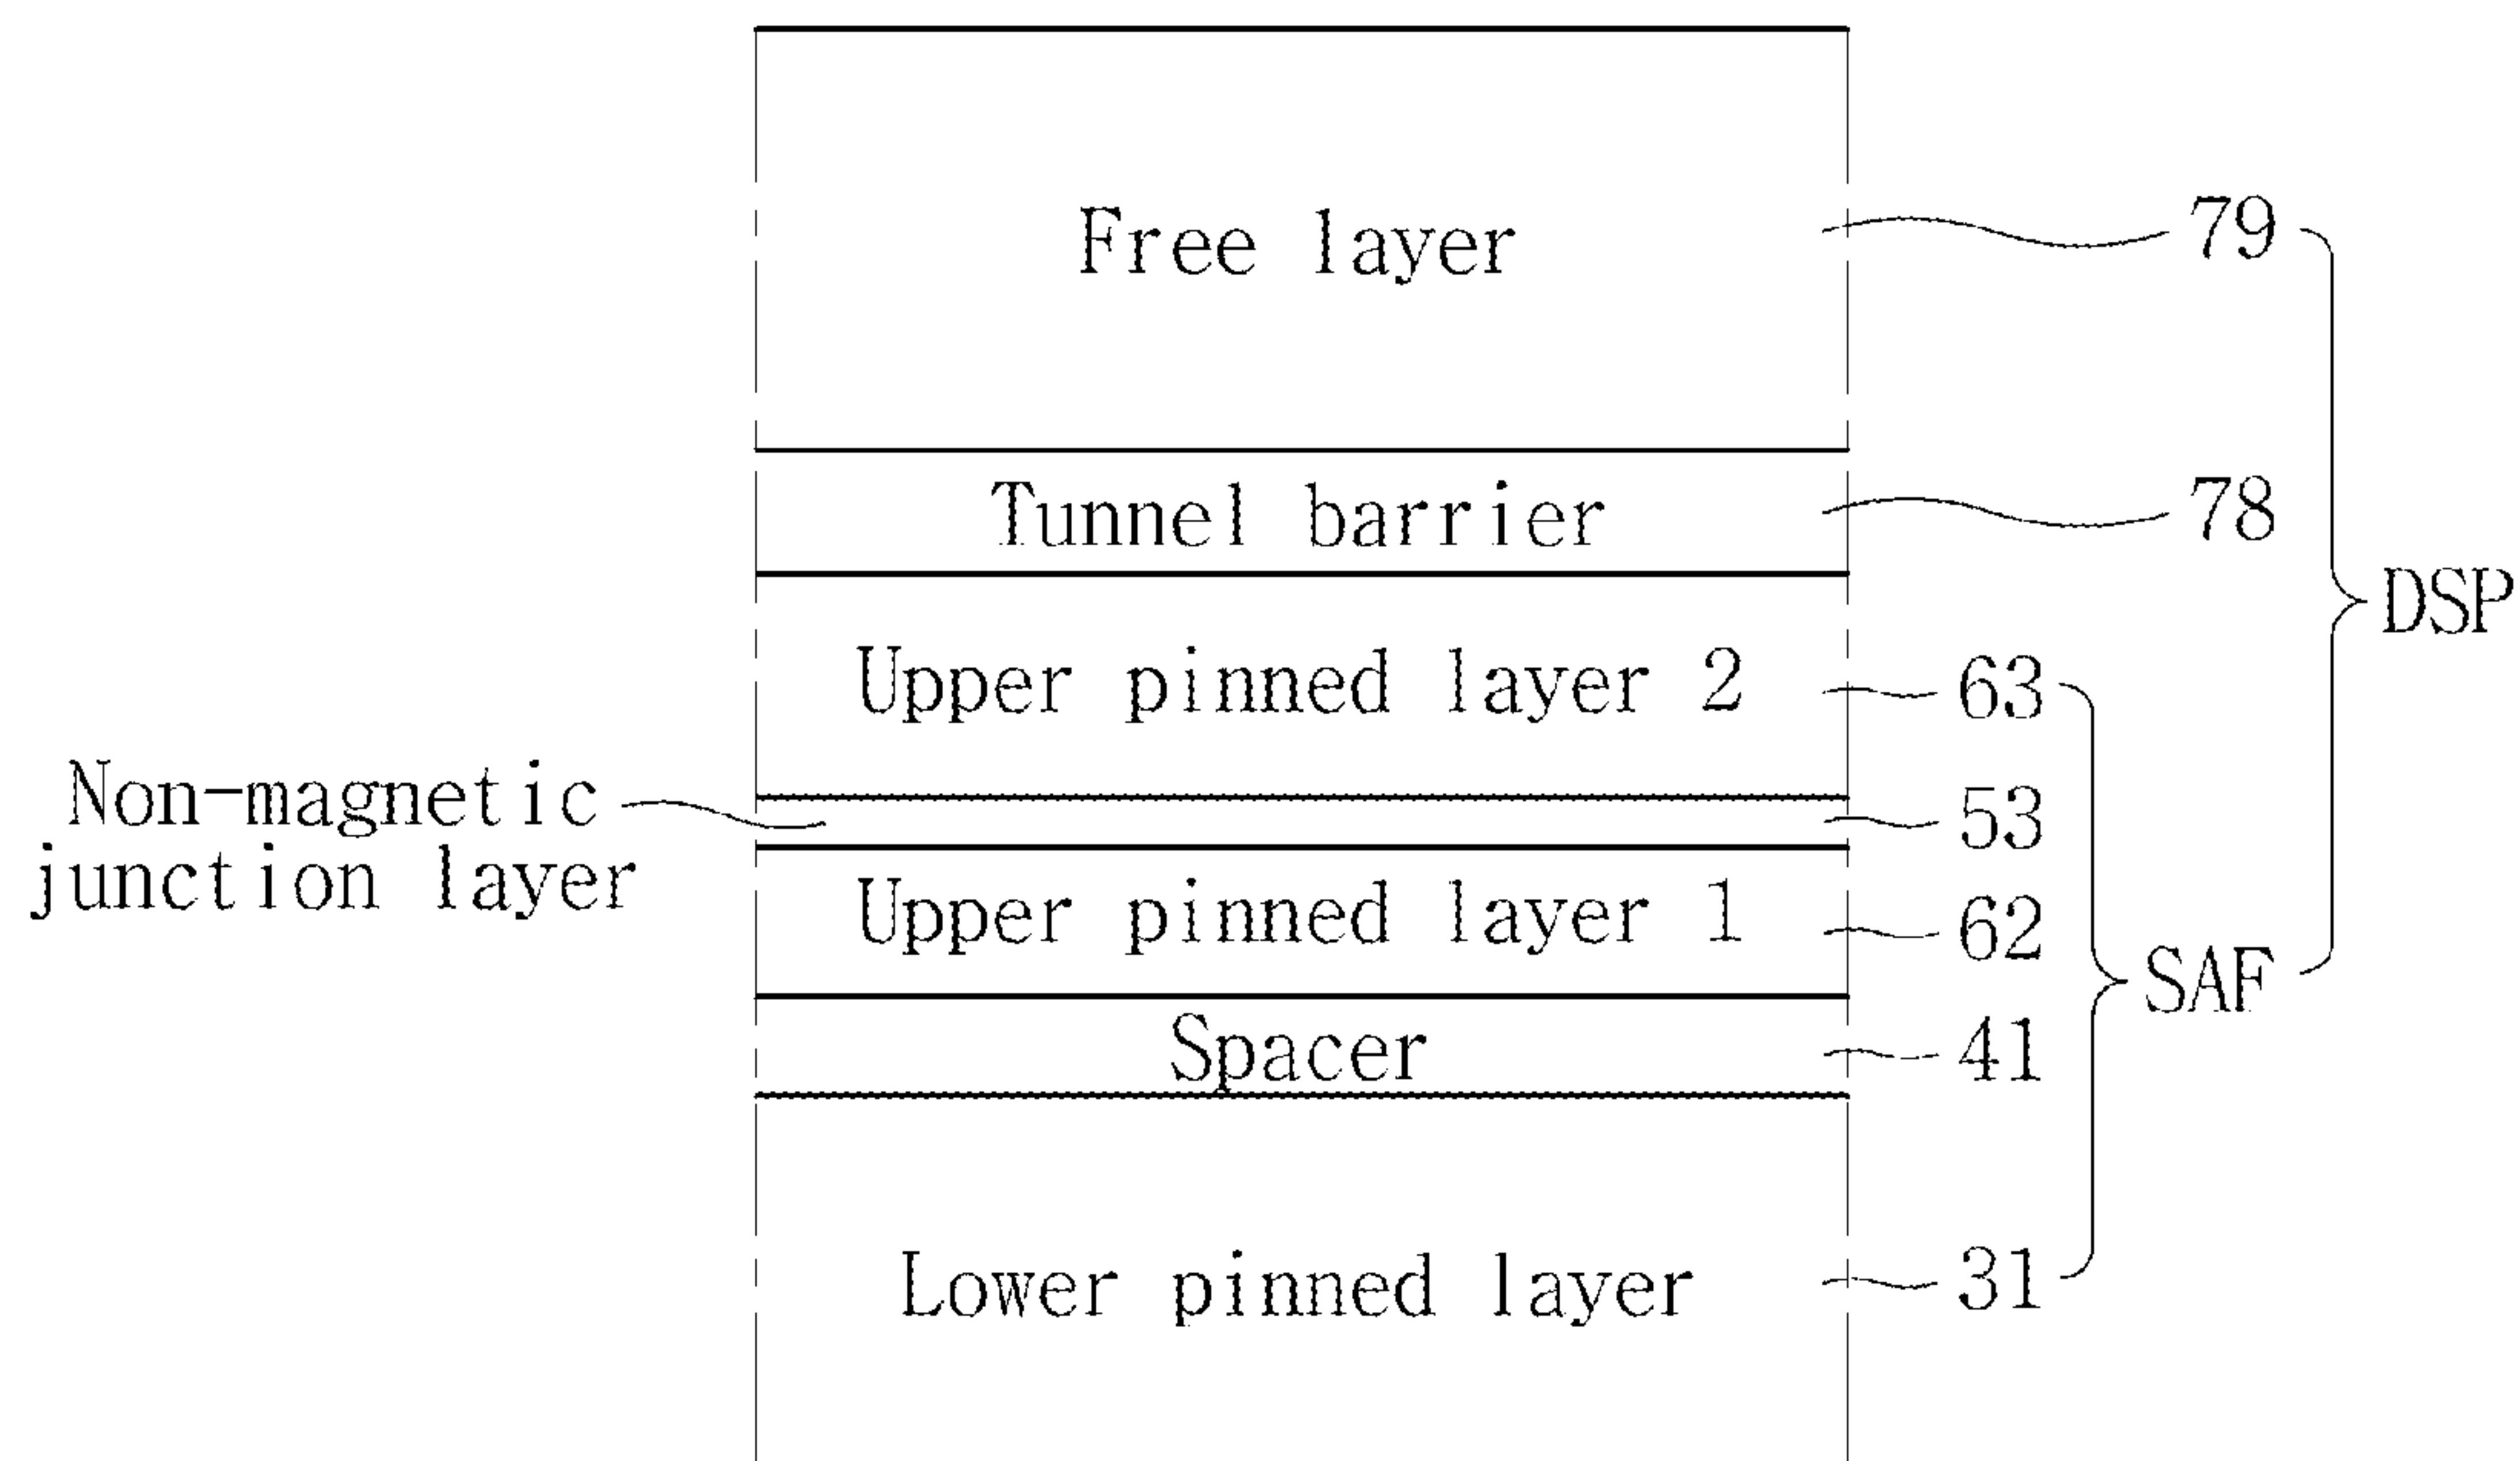 Free layer 79
Tunnel barrier 78
DSP
Upper pinned layer 2 63
Non-magnetic
junction layer
53
Upper pinned layer 1 62
SAF
Spacer 41
Lower pinned layer 31